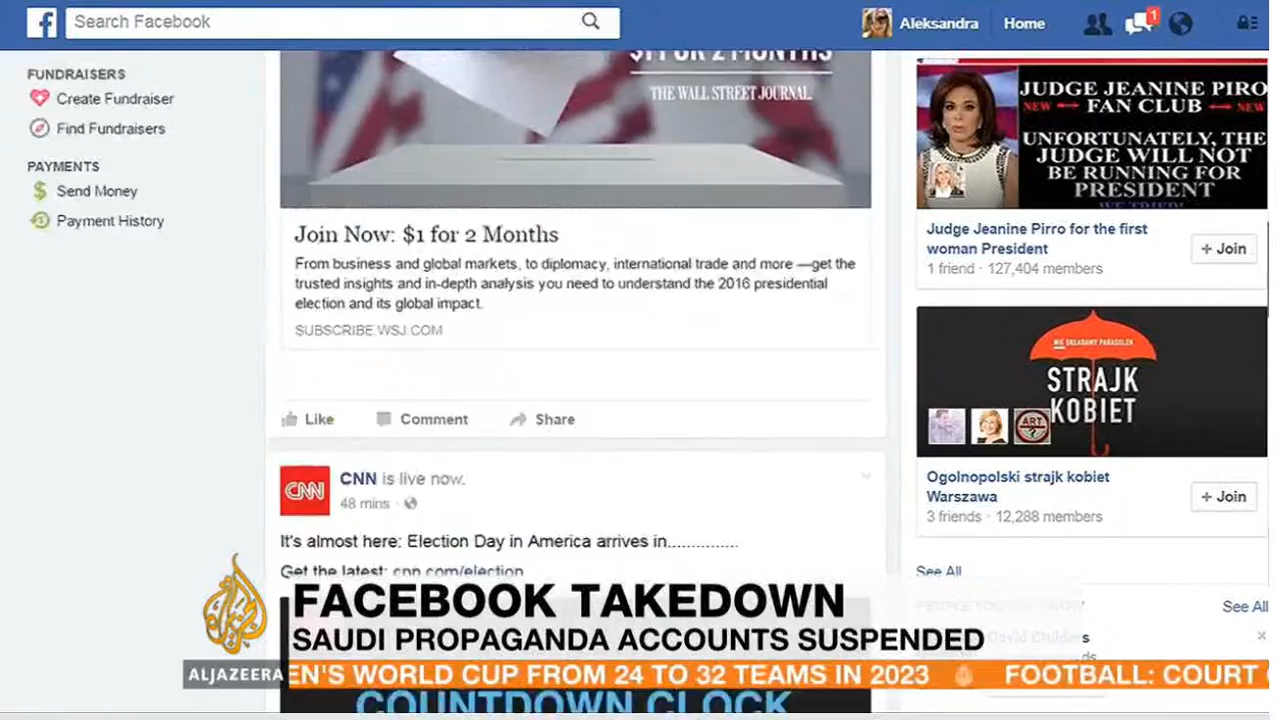 Search Facebook
Aleksandra
Home
1
FUNDRAISERS
Create Fundraiser
Find Fundraisers
PAYMENTS
Send Money
Payment History
$1 FOR 2 MONTHS
THE WALL STREET JOURNAL.
Join Now: $1 for 2 Months
From business and global markets, to diplomacy, international trade and more —get the
trusted insights and in-depth analysis you need to understand the 2016 presidential
election and its global impact.
SUBSCRIBE.WSJ.COM
Like
Comment
Share
CNN
CNN is live now.
48 mins
It's almost here: Election Day in America arrives in..............
Get the latest: cnn.com/election
COUNTDOWN CLOCK
JUDGE JEANINE PIRO
NEW FAN CLUB NEW
UNFORTUNATELY, THE
JUDGE WILL NOT
BE RUNNING FOR
PRESIDENT
WE TRIED!
Judge Jeanine Pirro for the first
woman President
+ Join
1 friend · 127,404 members
NIE SKŁADAMY PARASOLEK
STRAJK
KOBIET
ART
Ogolnopolski strajk kobiet
Warszawa
+ Join
3 friends · 12,288 members
See All
See All
FACEBOOK TAKEDOWN
SAUDI PROPAGANDA ACCOUNTS SUSPENDED
ALJAZEERA
EN'S WORLD CUP FROM 24 TO 32 TEAMS IN 2023
FOOTBALL: COURT